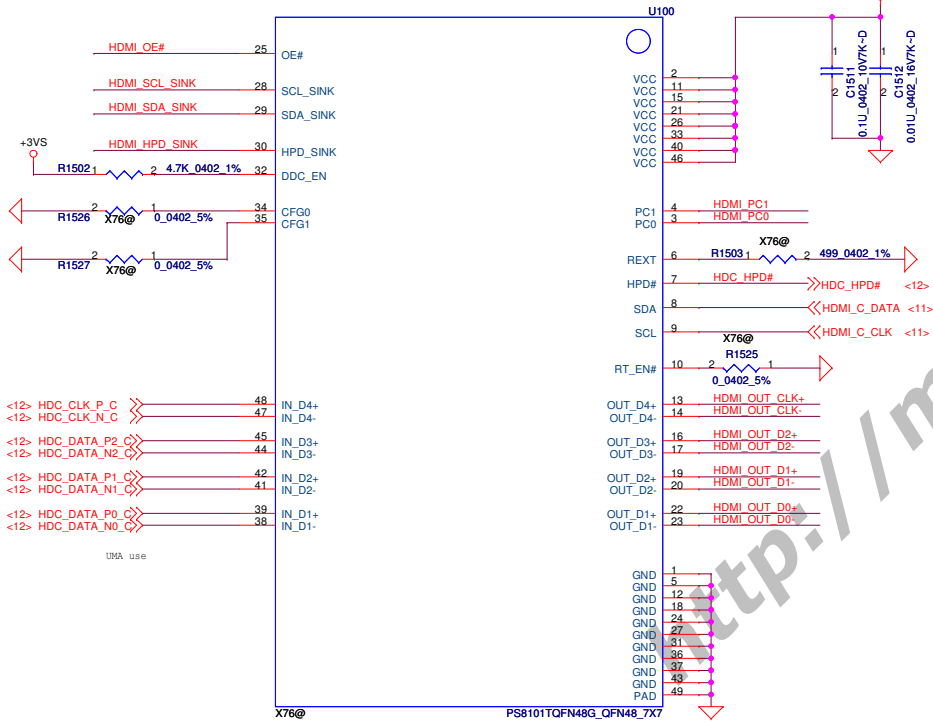 U100
HDMI_OE# 25 OE#
HDMI_SCL_SINK 28 SCL_SINK
HDMI_SDA_SINK 29 SDA_SINK
HDMI_HPD_SINK 30 HPD_SINK
+3VS
R1502 1 2 4.7K_0402_1% 32 DDC_EN
2 1 34 CFG0
R1526 X76@ 0_0402_5% 35 CFG1
2 1
R1527 X76@ 0_0402_5%
<12> HDC_CLK_P_C 48 IN_D4+
<12> HDC_CLK_N_C 47 IN_D4-
<12> HDC_DATA_P2_C 45 IN_D3+
<12> HDC_DATA_N2_C 44 IN_D3-
<12> HDC_DATA_P1_C 42 IN_D2+
<12> HDC_DATA_N1_C 41 IN_D2-
<12> HDC_DATA_P0_C 39 IN_D1+
<12> HDC_DATA_N0_C 38 IN_D1-
UMA use
VCC 2
VCC 11
VCC 15
VCC 21
VCC 26
VCC 33
VCC 40
VCC 46
1 2 C1511 0.1U_0402_10V7K~D
1 2 C1512 0.01U_0402_16V7K~D
PC1 4 HDMI_PC1
PC0 3 HDMI_PC0
X76@
REXT 6 R1503 1 2 499_0402_1%
HPD# 7 HDC_HPD# HDC_HPD# <12>
SDA 8 HDMI_C_DATA <11>
SCL 9 HDMI_C_CLK <11>
X76@
R1525
RT_EN# 10 2 1
0_0402_5%
OUT_D4+ 13 HDMI_OUT_CLK+
OUT_D4- 14 HDMI_OUT_CLK-
OUT_D3+ 16 HDMI_OUT_D2+
OUT_D3- 17 HDMI_OUT_D2-
OUT_D2+ 19 HDMI_OUT_D1+
OUT_D2- 20 HDMI_OUT_D1-
OUT_D1+ 22 HDMI_OUT_D0+
OUT_D1- 23 HDMI_OUT_D0-
GND 1
GND 5
GND 12
GND 18
GND 24
GND 27
GND 31
GND 36
GND 37
GND 43
PAD 49
X76@ PS8101TQFN48G_QFN48_7X7
http://m